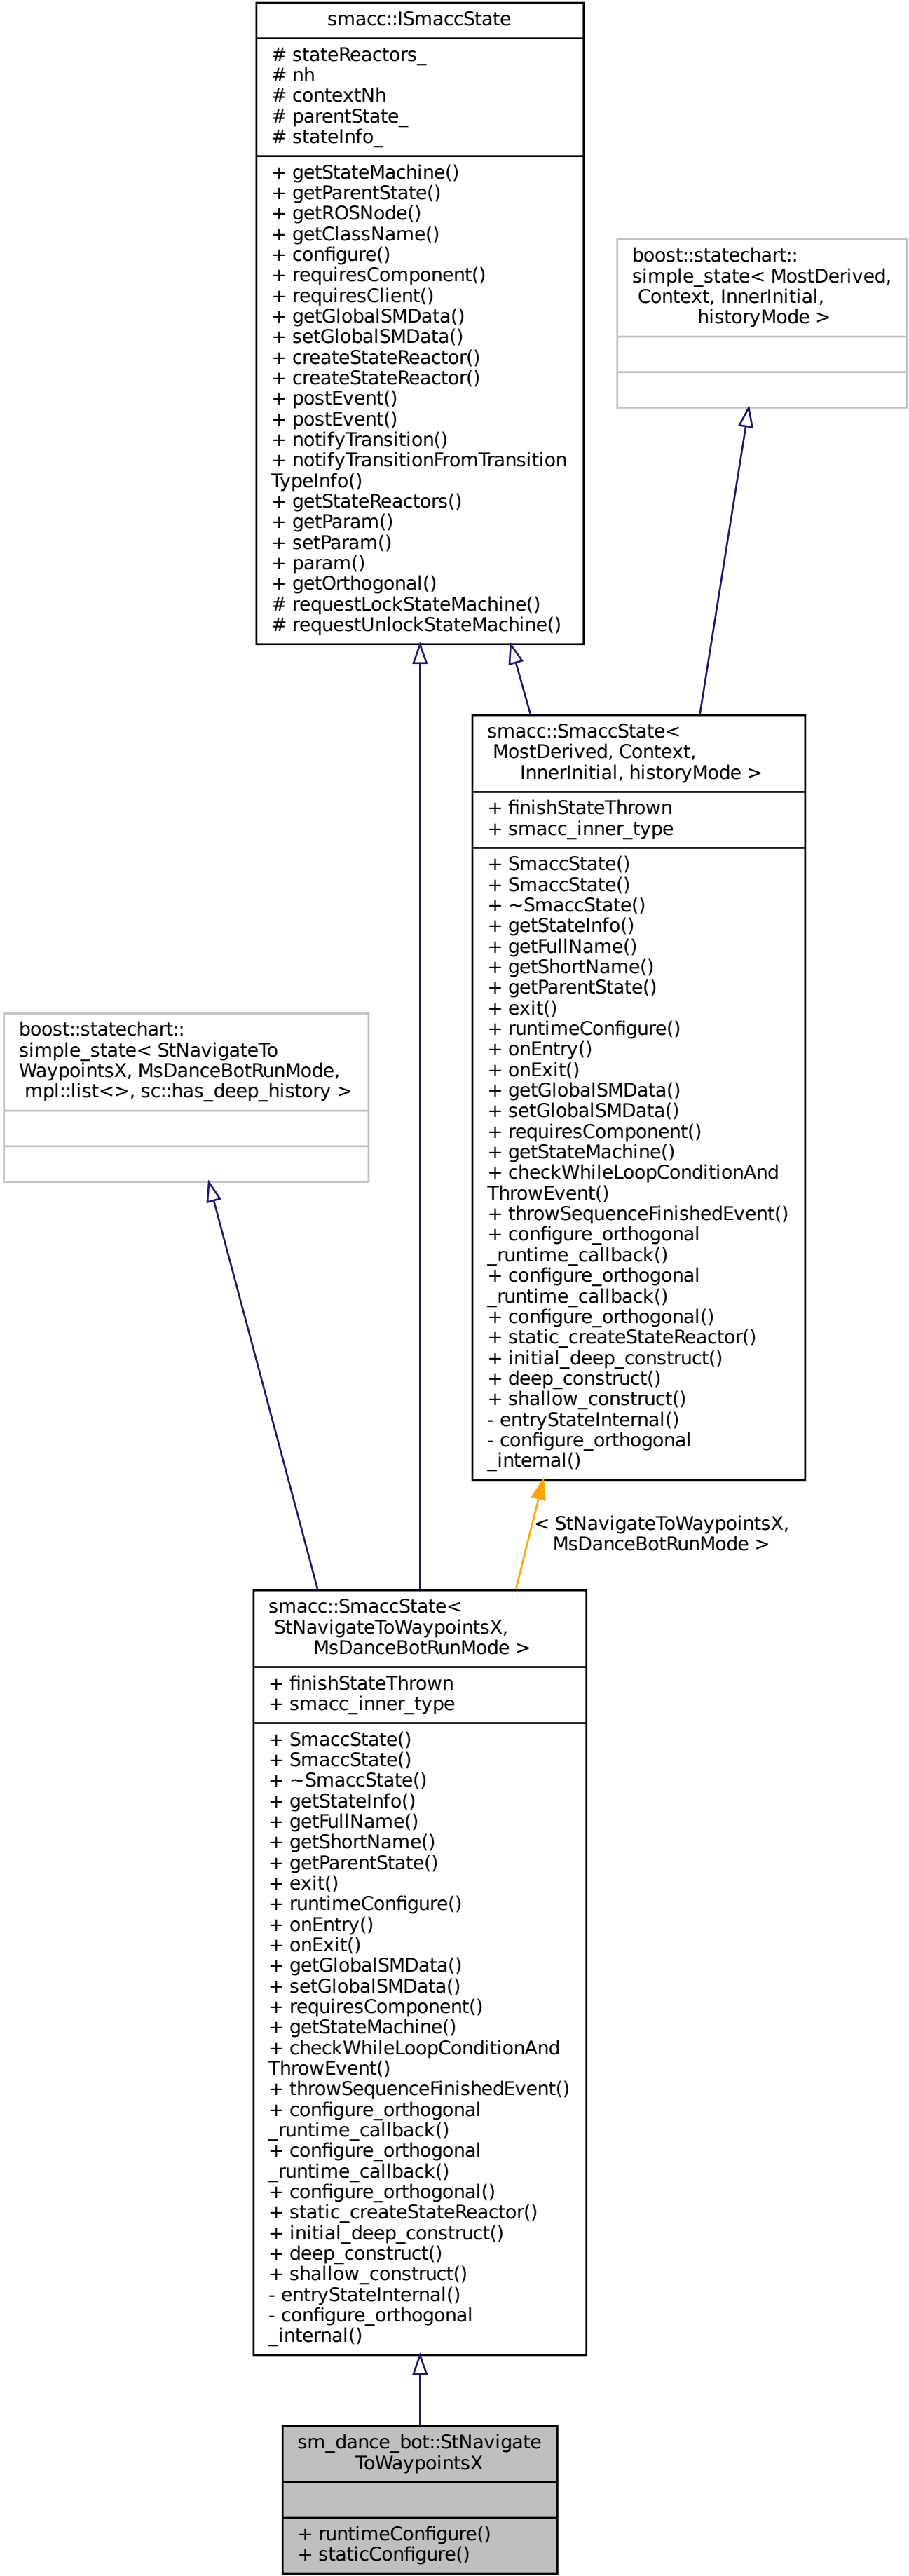 smacc::ISmaccState
# stateReactors_
# nh
# contextNh
# parentState_
# stateInfo_
+ getStateMachine()
+ getParentState()
+ getROSNode()
+ getClassName()
+ configure()
+ requiresComponent()
+ requiresClient()
+ getGlobalSMData()
+ setGlobalSMData()
+ createStateReactor()
+ createStateReactor()
+ postEvent()
+ postEvent()
+ notifyTransition()
+ notifyTransitionFromTransition
TypeInfo()
+ getStateReactors()
+ getParam()
+ setParam()
+ param()
+ getOrthogonal()
# requestLockStateMachine()
# requestUnlockStateMachine()
boost::statechart::
simple_state< MostDerived,
Context, InnerInitial,
historyMode >
smacc::SmaccState<
MostDerived, Context,
InnerInitial, historyMode >
+ finishStateThrown
+ smacc_inner_type
+ SmaccState()
+ SmaccState()
+ ~SmaccState()
+ getStateInfo()
+ getFullName()
+ getShortName()
+ getParentState()
+ exit()
+ runtimeConfigure()
+ onEntry()
+ onExit()
+ getGlobalSMData()
+ setGlobalSMData()
+ requiresComponent()
+ getStateMachine()
+ checkWhileLoopConditionAnd
ThrowEvent()
+ throwSequenceFinishedEvent()
+ configure_orthogonal
_runtime_callback()
+ configure_orthogonal
_runtime_callback()
+ configure_orthogonal()
+ static_createStateReactor()
+ initial_deep_construct()
+ deep_construct()
+ shallow_construct()
- entryStateInternal()
- configure_orthogonal
_internal()
boost::statechart::
simple_state< StNavigateTo
WaypointsX, MsDanceBotRunMode,
mpl::list<>, sc::has_deep_history >
< StNavigateToWaypointsX,
MsDanceBotRunMode >
smacc::SmaccState<
StNavigateToWaypointsX,
MsDanceBotRunMode >
+ finishStateThrown
+ smacc_inner_type
+ SmaccState()
+ SmaccState()
+ ~SmaccState()
+ getStateInfo()
+ getFullName()
+ getShortName()
+ getParentState()
+ exit()
+ runtimeConfigure()
+ onEntry()
+ onExit()
+ getGlobalSMData()
+ setGlobalSMData()
+ requiresComponent()
+ getStateMachine()
+ checkWhileLoopConditionAnd
ThrowEvent()
+ throwSequenceFinishedEvent()
+ configure_orthogonal
_runtime_callback()
+ configure_orthogonal
_runtime_callback()
+ configure_orthogonal()
+ static_createStateReactor()
+ initial_deep_construct()
+ deep_construct()
+ shallow_construct()
- entryStateInternal()
- configure_orthogonal
_internal()
sm_dance_bot::StNavigate
ToWaypointsX
+ runtimeConfigure()
+ staticConfigure()